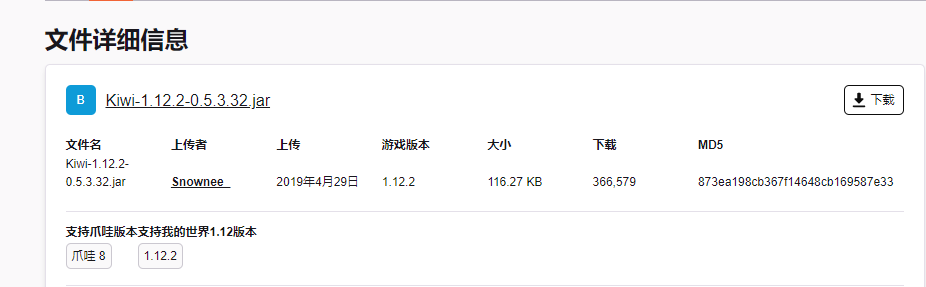 文件详细信息
B Kiwi-1.12.2-0.5.3.32.jar 下载
文件名 上传者 上传 游戏版本 大小 下载 MD5
Kiwi-1.12.2-
0.5.3.32.jar Snownee_ 2019年4月29日 1.12.2 116.27 KB 366,579 873ea198cb367f14648cb169587e33
支持爪哇版本支持我的世界1.12版本
爪哇 8 1.12.2